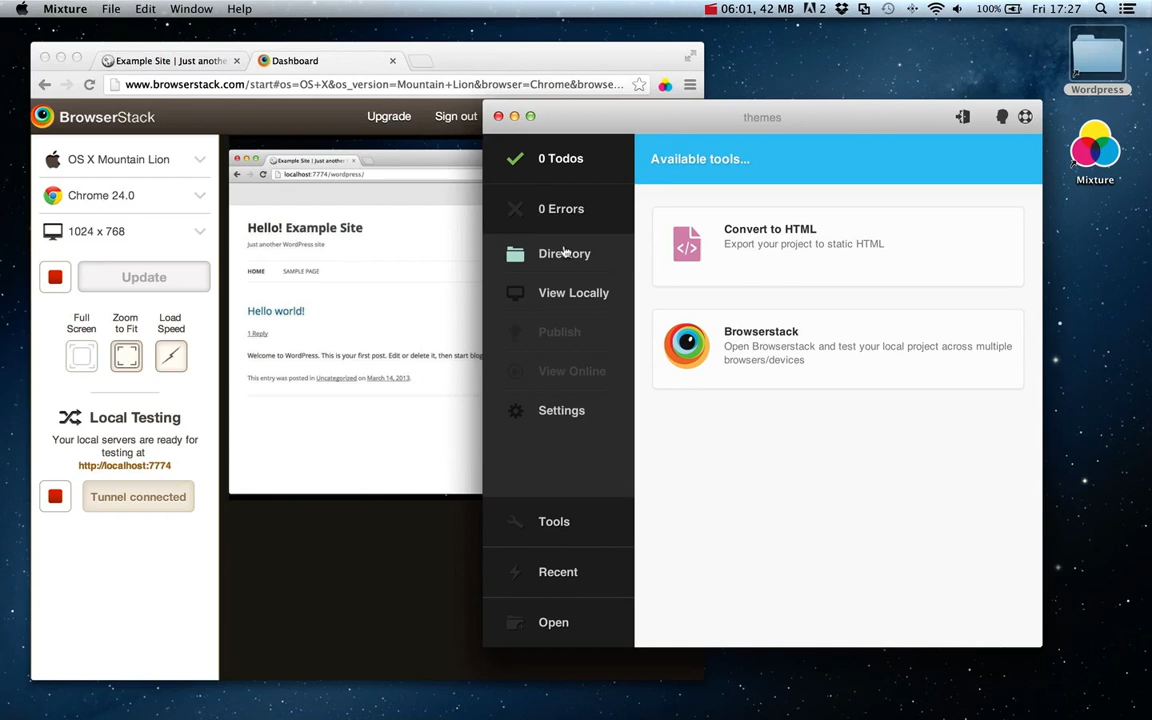 Mixture File Edit Window Help
06:01, 42 MB 2 100% Fri 17:27
Example Site | Just anothe
Dashboard
www.browserstack.com/start#os=OS+X&os_version=Mountain+Lion&browser=Chrome&browse...
BrowserStack
Upgrade
Sign out
OS X Mountain Lion
Chrome 24.0
1024 x 768
Update
Full Screen
Zoom to Fit
Load Speed
Local Testing
Your local servers are ready for
testing at
http://localhost:7774
Tunnel connected
Example Site | Just anothe
localhost:7774/wordpress/
Hello! Example Site
Just another WordPress site
HOME SAMPLE PAGE
Hello world!
1 Reply
Welcome to WordPress. This is your first post. Edit or delete it, then start blog
This entry was posted in Uncategorized on March 14, 2013.
themes
0 Todos
0 Errors
Directory
View Locally
Publish
View Online
Settings
Tools
Recent
Open
Available tools...
Convert to HTML
Export your project to static HTML
Browserstack
Open Browserstack and test your local project across multiple
browsers/devices
Wordpress
Mixture